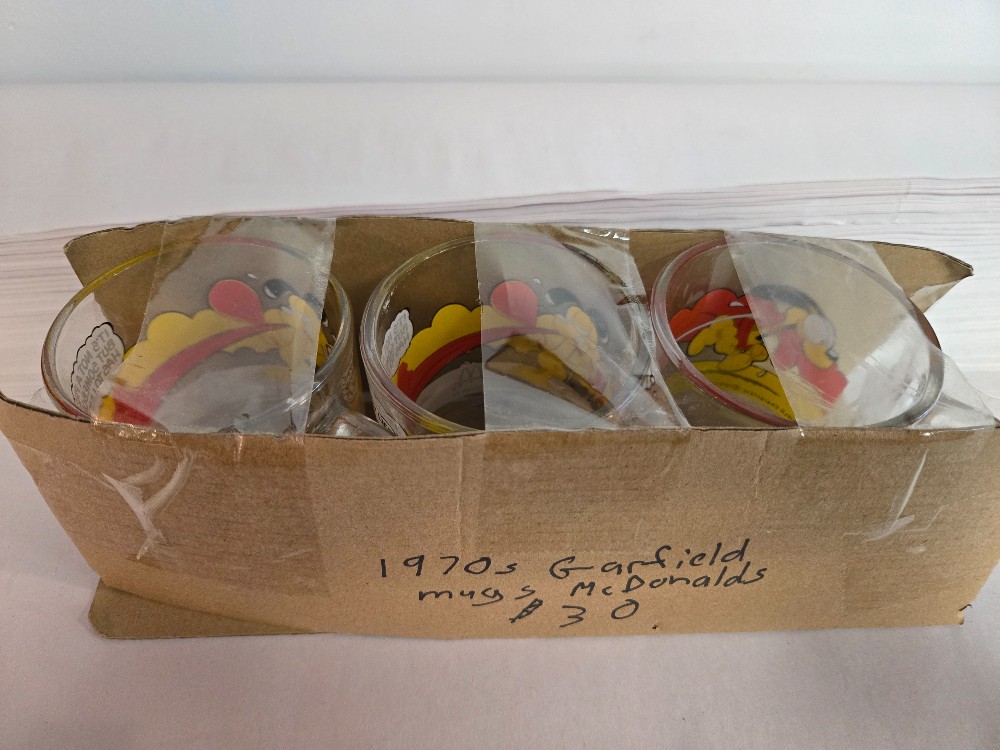 1970s Garfield
mugs McDonalds
$30